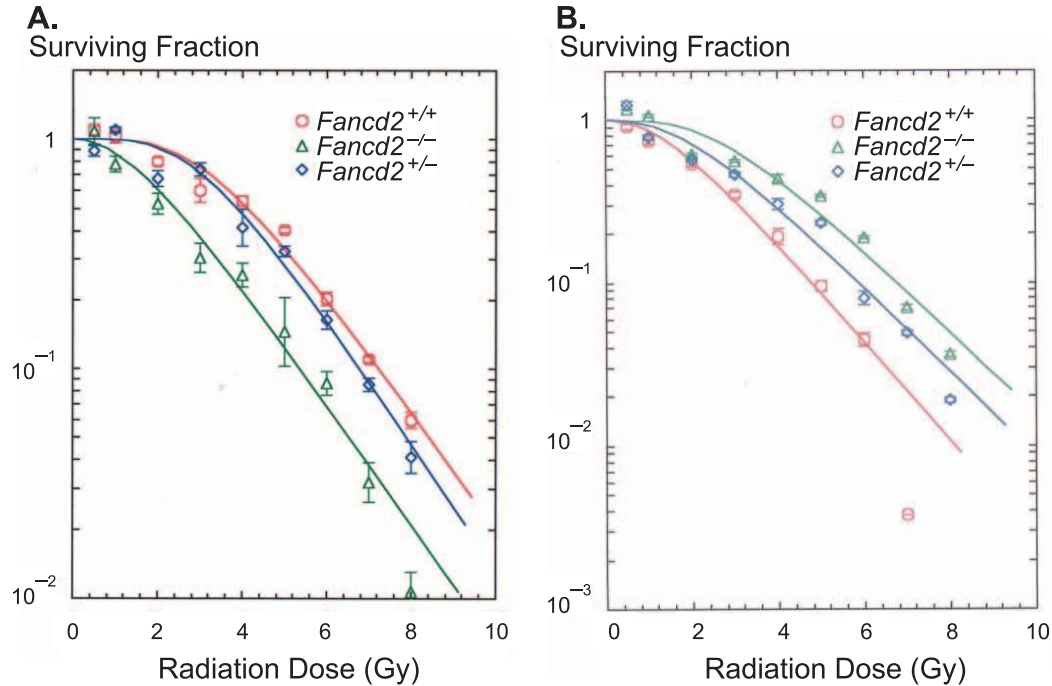 A.
Surviving Fraction
Fancd2+/+
Fancd2−/−
Fancd2+/−
1
10−1
10−2
0 2 4 6 8 10
Radiation Dose (Gy)
B.
Surviving Fraction
Fancd2+/+
Fancd2−/−
Fancd2+/−
1
10−1
10−2
10−3
0 2 4 6 8 10
Radiation Dose (Gy)